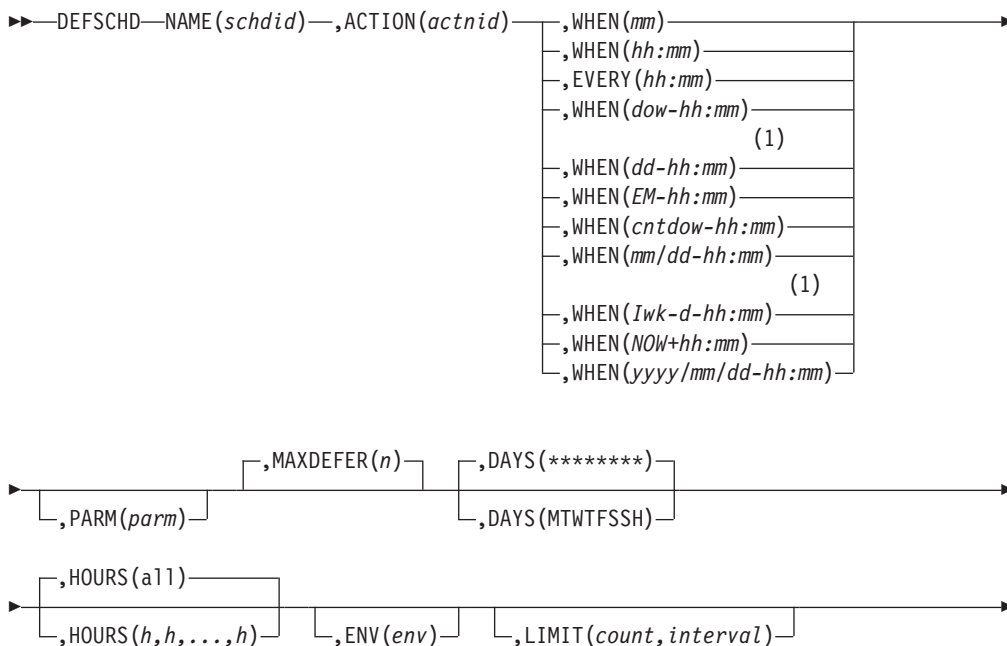 DEFSCHD NAME(schdid) ,ACTION(actnid) ,WHEN(mm)
,WHEN(hh:mm)
,EVERY(hh:mm)
,WHEN(dow-hh:mm)
(1)
,WHEN(dd-hh:mm)
,WHEN(EM-hh:mm)
,WHEN(cntdow-hh:mm)
,WHEN(mm/dd-hh:mm)
(1)
,WHEN(Iwk-d-hh:mm)
,WHEN(NOW+hh:mm)
,WHEN(yyyy/mm/dd-hh:mm)
,MAXDEFER(n) ,DAYS(********)
,PARM(parm) ,DAYS(MTWTFSSH)
,HOURS(all)
,HOURS(h,h,...,h) ,ENV(env) ,LIMIT(count,interval)